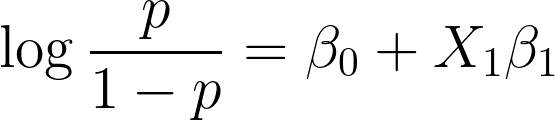 log p/(1 − p) = β₀ + X₁β₁